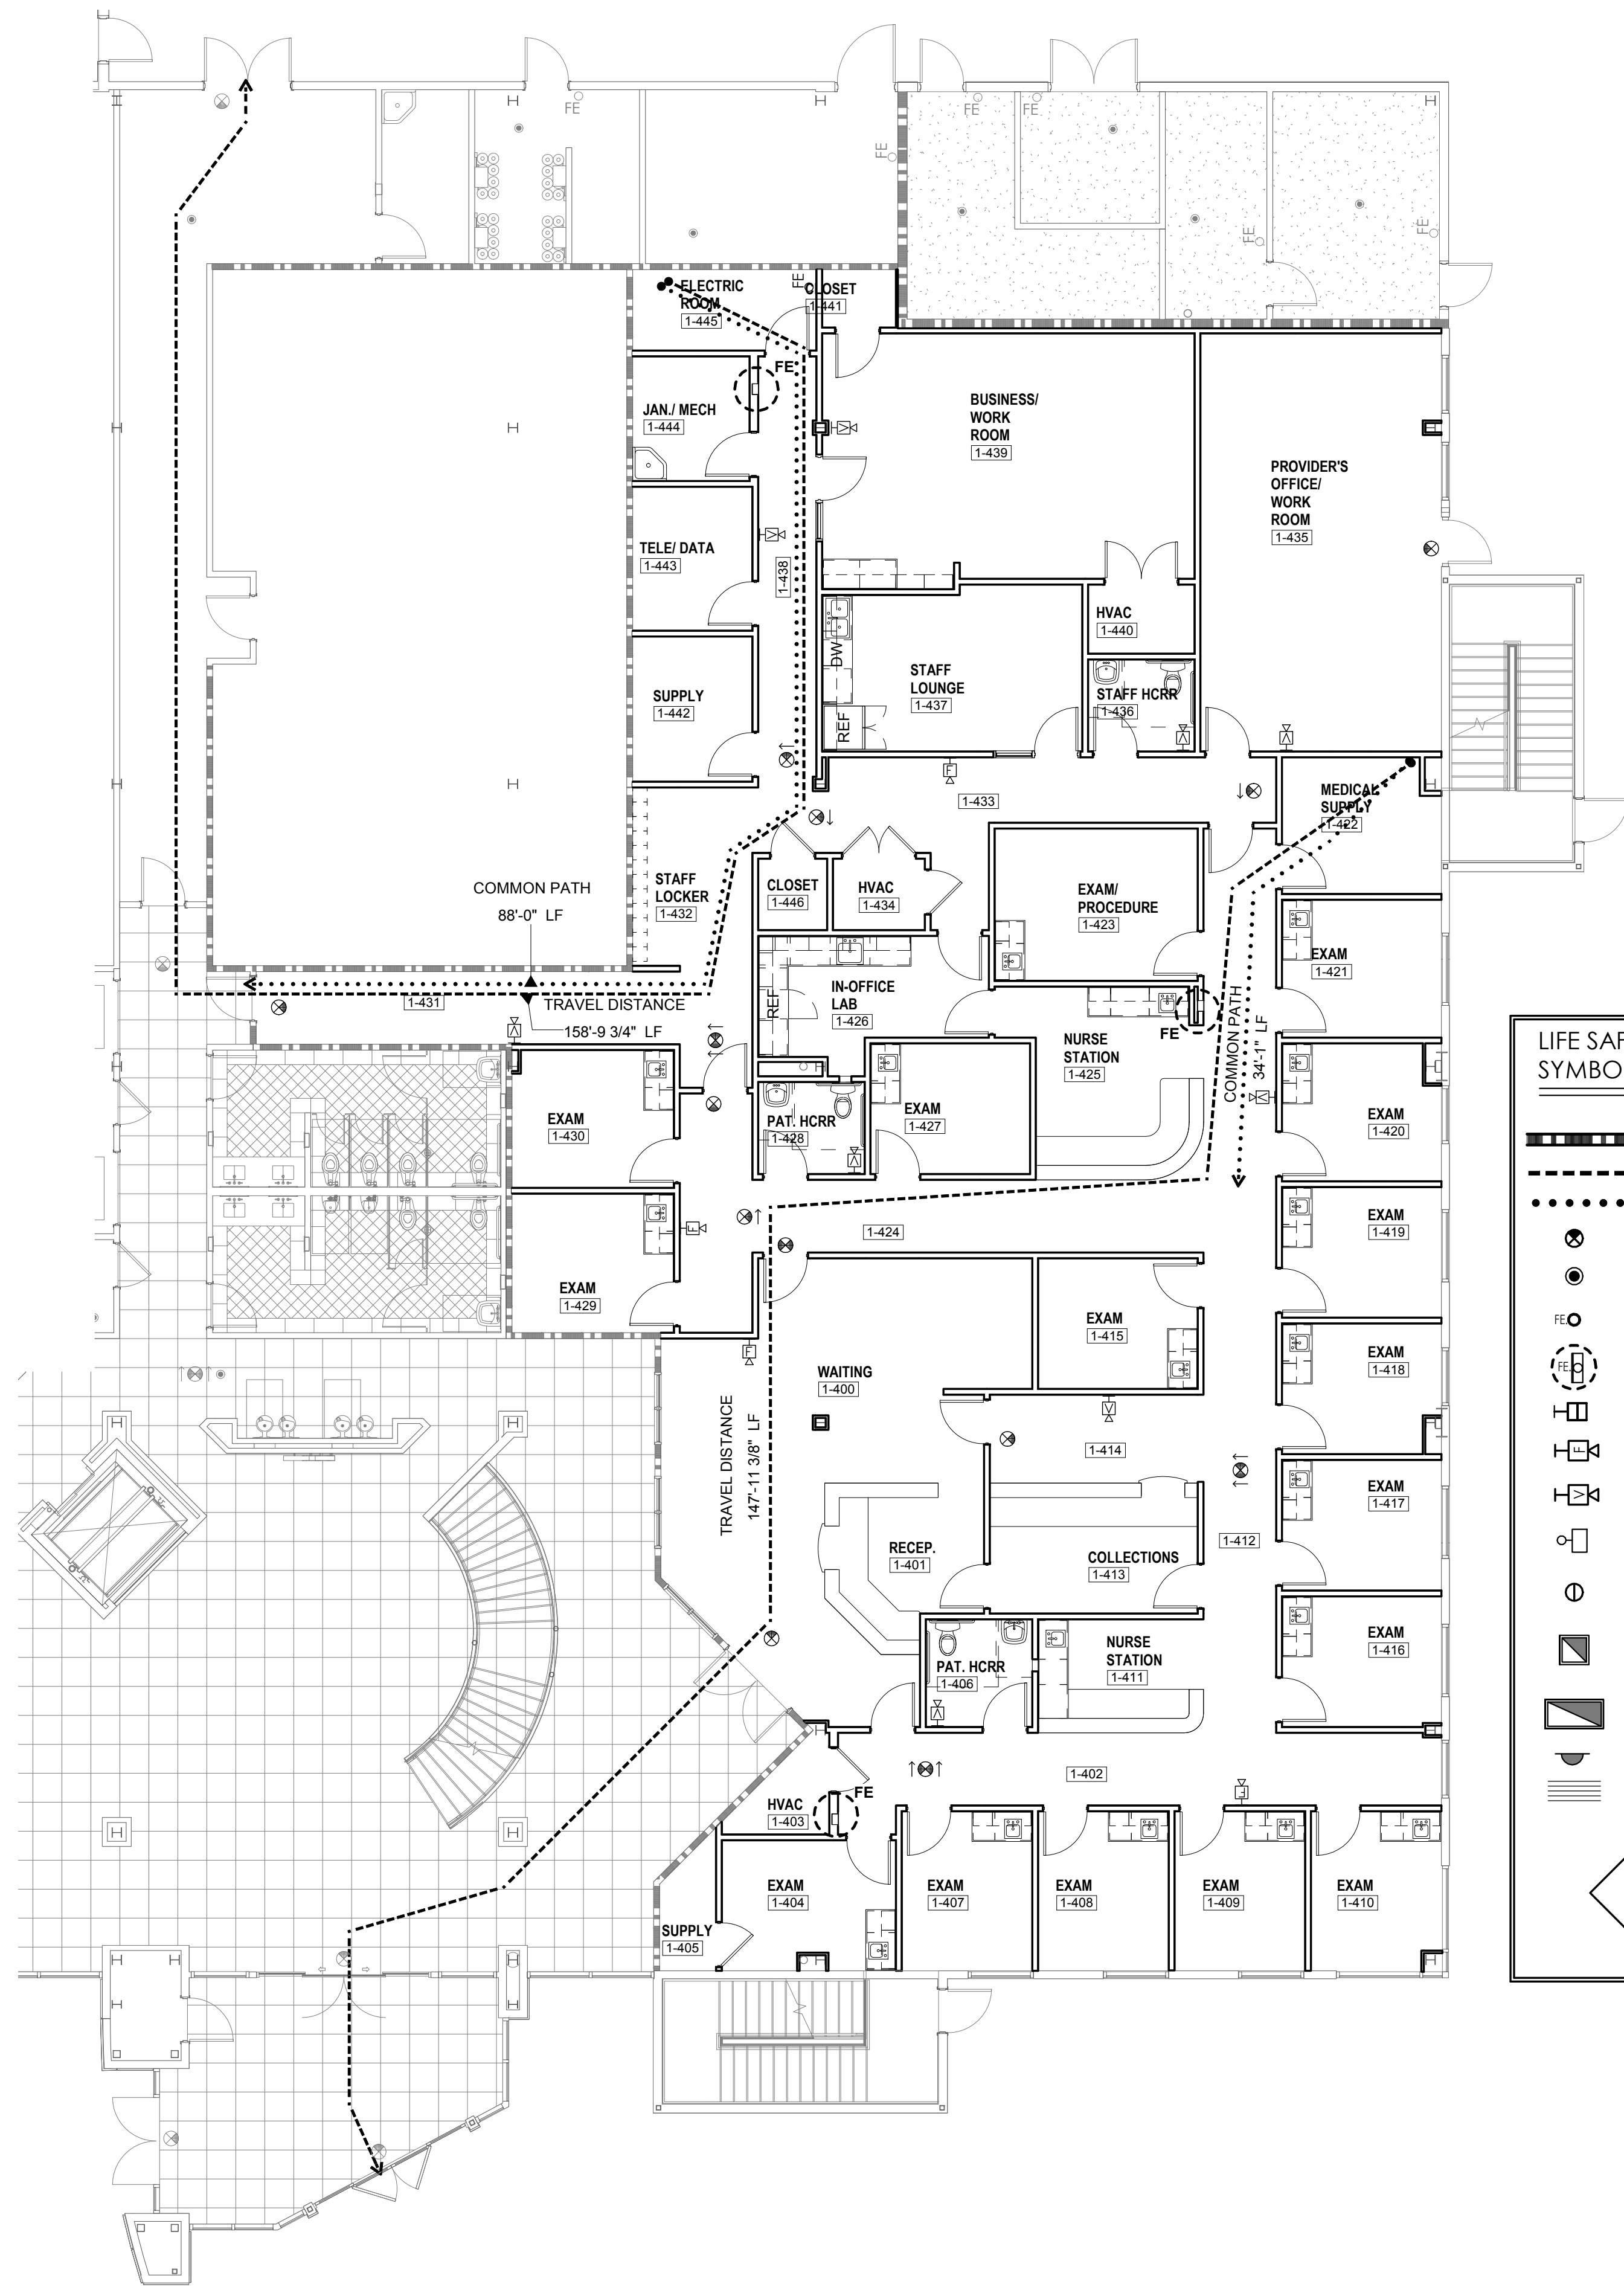 FE
FE
FE
FE
FE
FE
FE
ELECTRIC
ROOM
1-445
CLOSET
1-441
FE
JAN./ MECH
1-444
BUSINESS/
WORK
ROOM
1-439
PROVIDER'S
OFFICE/
WORK
ROOM
1-435
TELE/ DATA
1-443
1-438
HVAC
1-440
DW
STAFF
LOUNGE
1-437
STAFF HCRR
1-436
SUPPLY
1-442
REF
F
1-433
MEDICAL
SUPPLY
1-422
COMMON PATH
88'-0" LF
STAFF
LOCKER
1-432
CLOSET
1-446
HVAC
1-434
EXAM/
PROCEDURE
1-423
EXAM
1-421
1-431
TRAVEL DISTANCE
158'-9 3/4" LF
REF
IN-OFFICE
LAB
1-426
FE
NURSE
STATION
1-425
COMMON PATH
34'-1" LF
LIFE SAF
SYMBO
EXAM
1-430
PAT. HCRR
1-428
EXAM
1-427
EXAM
1-420
EXAM
1-429
F
1-424
EXAM
1-419
F
WAITING
1-400
EXAM
1-415
EXAM
1-418
FE.
FE.
TRAVEL DISTANCE
147'-11 3/8" LF
V
1-414
F
V
RECEP.
1-401
COLLECTIONS
1-413
1-412
EXAM
1-417
PAT. HCRR
1-406
NURSE
STATION
1-411
EXAM
1-416
HVAC
1-403
FE
1-402
F
EXAM
1-404
SUPPLY
1-405
EXAM
1-407
EXAM
1-408
EXAM
1-409
EXAM
1-410